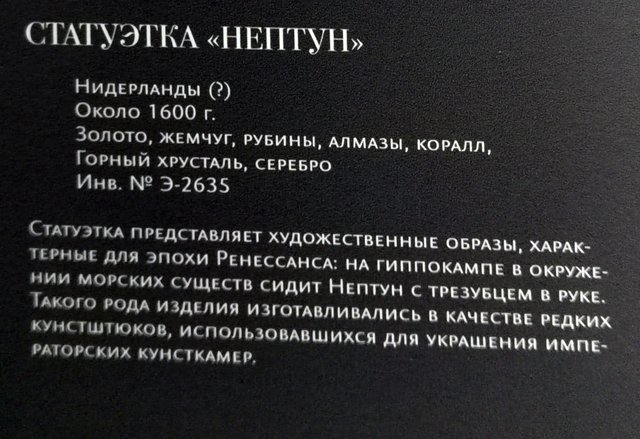 СТАТУЭТКА «НЕПТУН»
Нидерланды (?)
Около 1600 г.
Золото, жемчуг, рубины, алмазы, коралл,
Горный хрусталь, серебро
Инв. № Э-2635
Статуэтка представляет художественные образы, харак-
терные для эпохи Ренессанса: на гиппокампе в окруже-
нии морских существ сидит Нептун с трезубцем в руке.
Такого рода изделия изготавливались в качестве редких
кунстштюков, использовавшихся для украшения импе-
раторских кунсткамер.